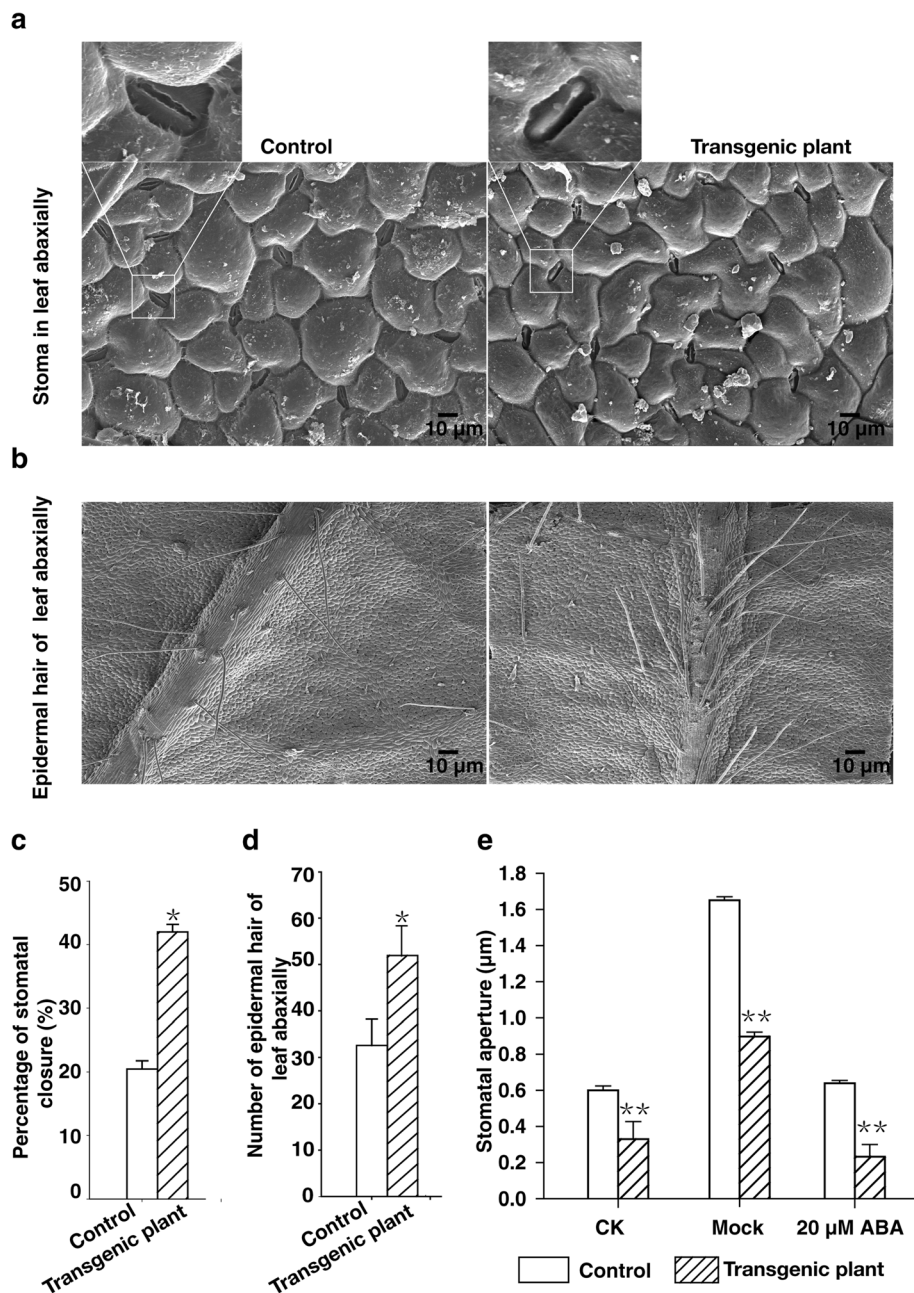 a
Control
Transgenic plant
Stoma in leaf abaxially
10 μm
10 μm
b
Epidermal hair of leaf abaxially
10 μm
10 μm
c
Percentage of stomatal
closure (%)
50
40
30
20
10
0
Control
Transgenic plant
*
d
Number of epidermal hair of
leaf abaxially
70
60
50
40
30
20
10
0
Control
Transgenic plant
*
e
Stomatal aperture (μm)
1.8
1.6
1.4
1.2
1.0
0.8
0.6
0.4
0.2
0.0
**
**
**
CK
Mock
20 μM ABA
Control
Transgenic plant